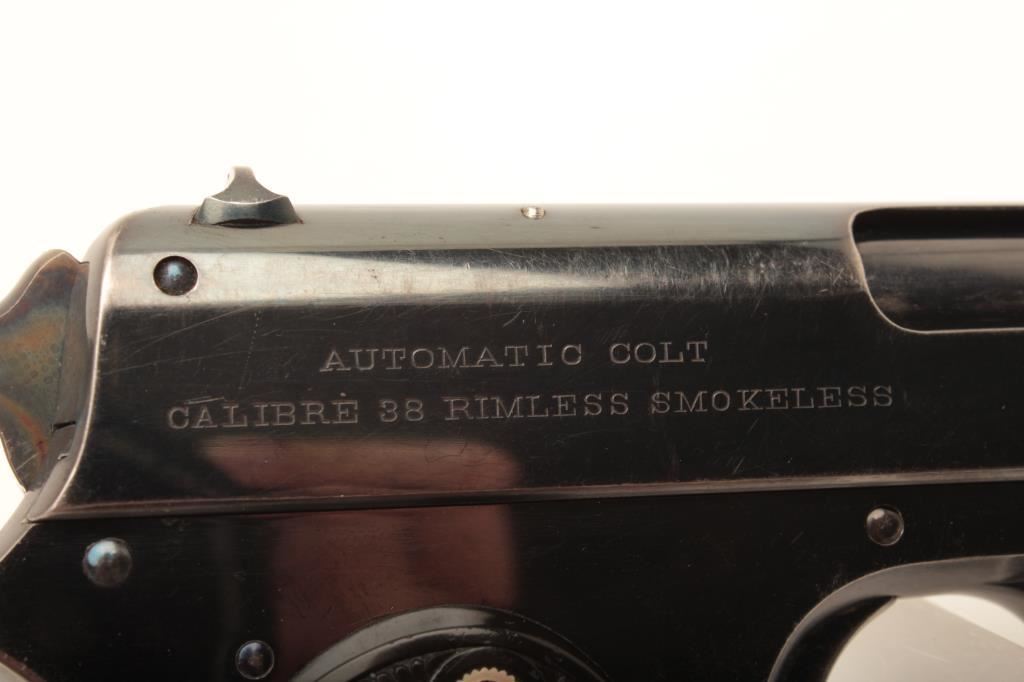 AUTOMATIC COLT
CALIBRE 38 RIMLESS SMOKELESS